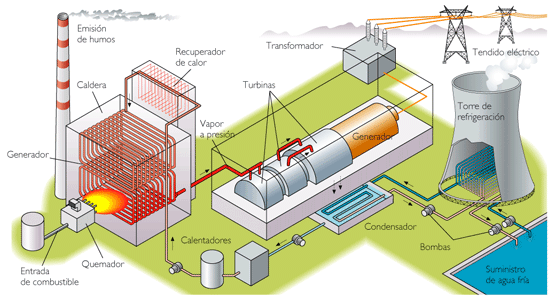 Emisión
de humos
Recuperador
de calor
Transformador
Tendido eléctrico
Caldera
Turbinas
Torre de
refrigeración
Vapor
a presión
Generador
Generador
Condensador
Calentadores
Bombas
Entrada
de combustible
Quemador
Suministro
de agua fría